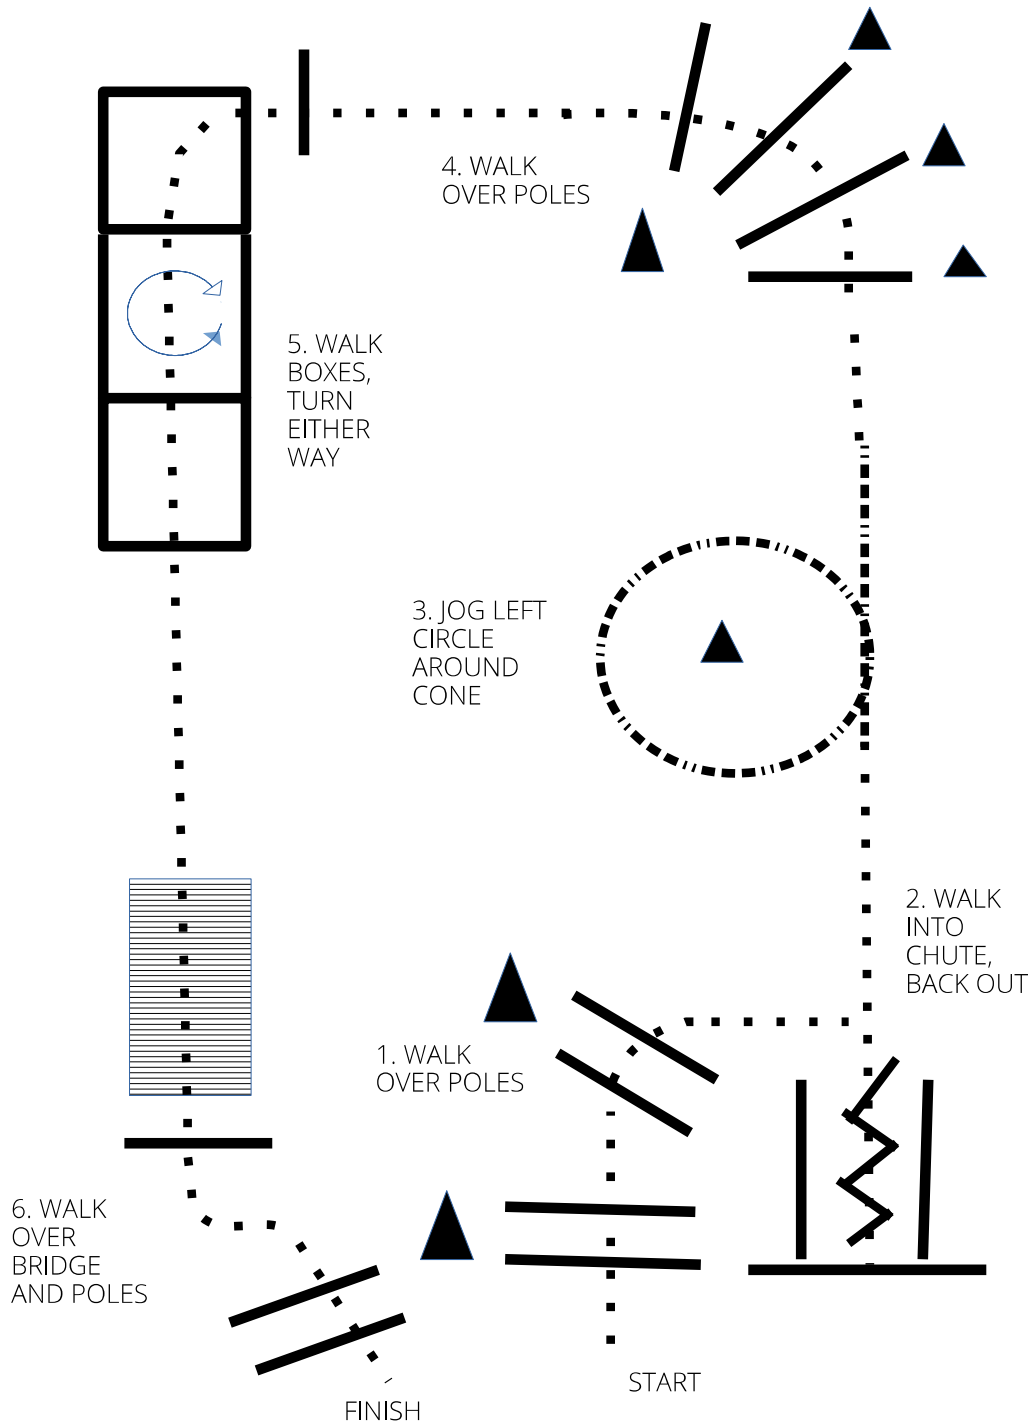 4. WALK
OVER POLES
5. WALK
BOXES,
TURN
EITHER
WAY
3. JOG LEFT
CIRCLE
AROUND
CONE
2. WALK
INTO
CHUTE,
BACK OUT
1. WALK
OVER POLES
6. WALK
OVER
BRIDGE
AND POLES
START
FINISH